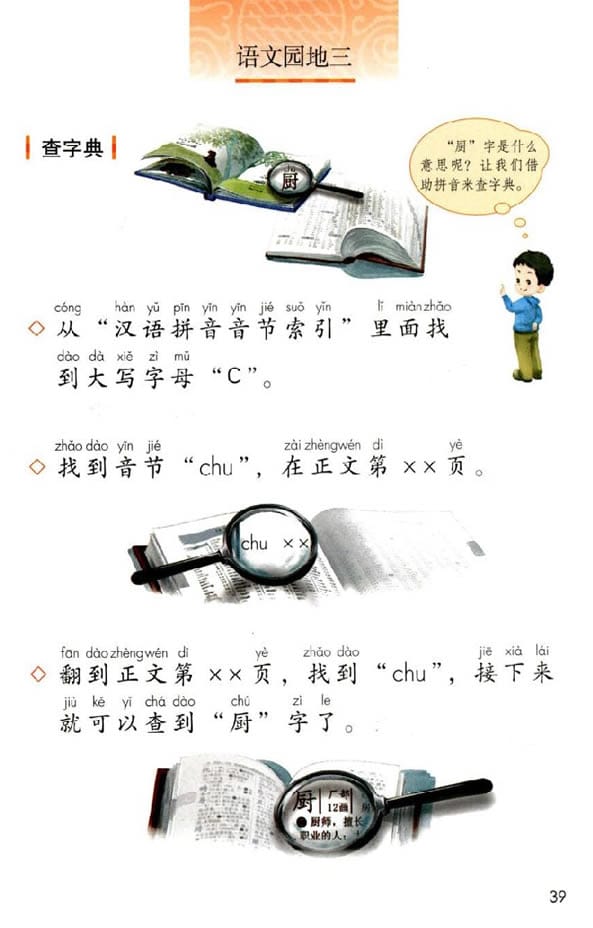 语文园地三
查字典
chú
厨
“厨”字是什么
意思呢？让我们借
助拼音来查字典。
cóng hàn yǔ pīn yīn yīn jié suǒ yǐn lǐ miàn zhǎo
从“汉语拼音音节索引”里面找
dào dà xiě zì mǔ
到大写字母“C”。
zhǎo dào yīn jié zài zhèng wén dì yè
找到音节“chu”，在正文第××页。
chu ××
fān dào zhèng wén dì yè zhǎo dào jiē xià lái
翻到正文第××页，找到“chu”，接下来
jiù kě yǐ chá dào chú zì le
就可以查到“厨”字了。
厨 厂部
12画
●厨师，擅长
职业的人：
39